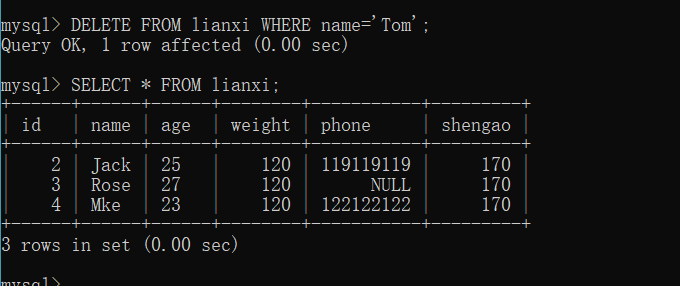 mysql> DELETE FROM lianxi WHERE name='Tom';
Query OK, 1 row affected (0.00 sec)
mysql> SELECT * FROM lianxi;
+------+------+------+--------+-----------+---------+
| id   | name | age  | weight | phone     | shengao |
+------+------+------+--------+-----------+---------+
|    2 | Jack | 25   |    120 | 119119119 |     170 |
|    3 | Rose | 27   |    120 |      NULL |     170 |
|    4 | Mke  | 23   |    120 | 122122122 |     170 |
+------+------+------+--------+-----------+---------+
3 rows in set (0.00 sec)
mysql>